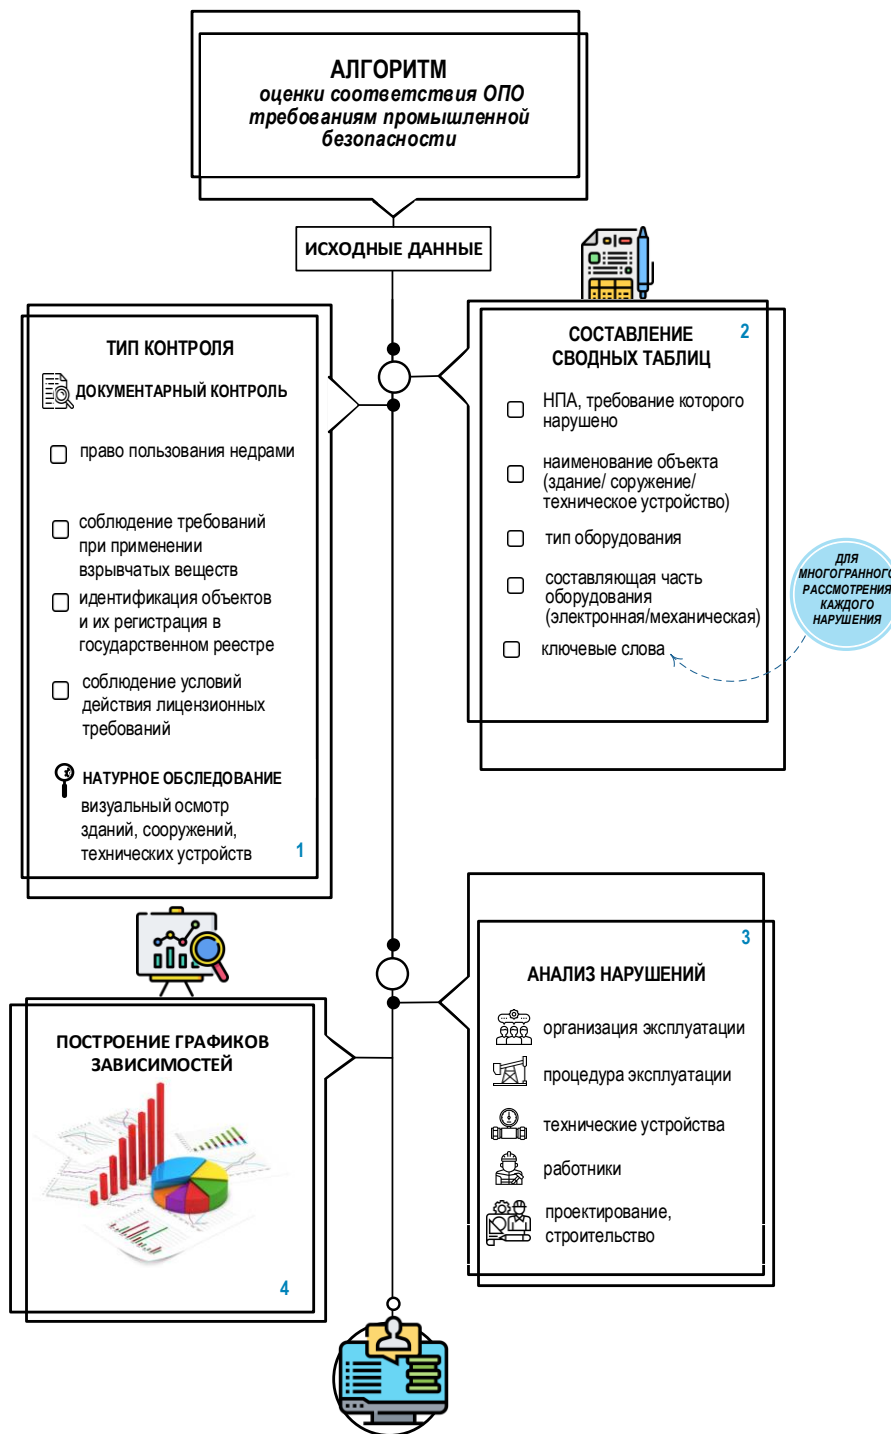 АЛГОРИТМ
оценки соответствия ОПО
требованиям промышленной
безопасности
ИСХОДНЫЕ ДАННЫЕ
ТИП КОНТРОЛЯ
ДОКУМЕНТАРНЫЙ КОНТРОЛЬ
право пользования недрами
соблюдение требований
при применении
взрывчатых веществ
идентификация объектов
и их регистрация в
государственном реестре
соблюдение условий
действия лицензионных
требований
НАТУРНОЕ ОБСЛЕДОВАНИЕ
визуальный осмотр
зданий, сооружений,
технических устройств
1
2
СОСТАВЛЕНИЕ
СВОДНЫХ ТАБЛИЦ
НПА, требование которого
нарушено
наименование объекта
(здание/ соружение/
техническое устройство)
тип оборудования
составляющая часть
оборудования
(электронная/механическая)
ключевые слова
ДЛЯ
МНОГОГРАННОГО
РАССМОТРЕНИЯ
КАЖДОГО
НАРУШЕНИЯ
3
АНАЛИЗ НАРУШЕНИЙ
организация эксплуатации
процедура эксплуатации
технические устройства
работники
проектирование,
строительство
ПОСТРОЕНИЕ ГРАФИКОВ
ЗАВИСИМОСТЕЙ
4